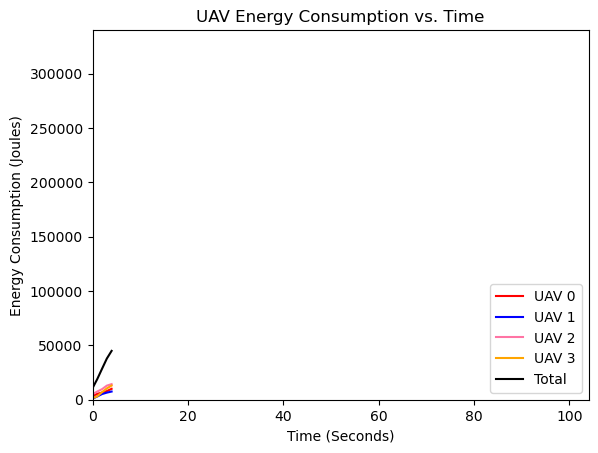 UAV Energy Consumption vs. Time
Energy Consumption (Joules)
300000
250000
200000
150000
100000
50000
0
0 20 40 60 80 100
Time (Seconds)
UAV 0
UAV 1
UAV 2
UAV 3
Total